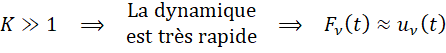 K ≫ 1 ⟹ La dynamique est très rapide ⟹ F_ν(t) ≈ u_ν(t)